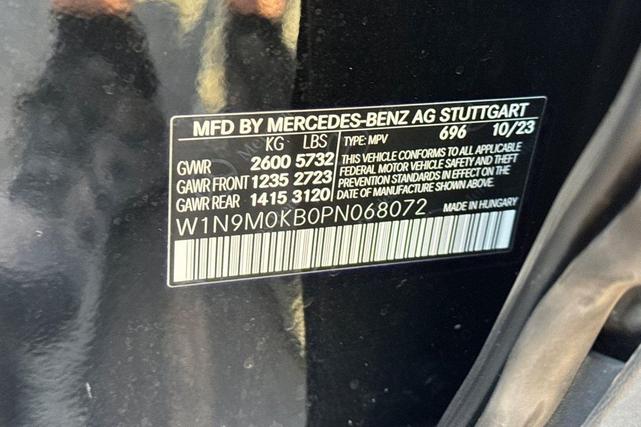 MFD BY MERCEDES-BENZ AG STUTTGART
KG LBS TYPE: MPV 696 10/23
GVWR 2600 5732
GAWR FRONT 1235 2723
GAWR REAR 1415 3120
THIS VEHICLE CONFORMS TO ALL APPLICABLE
FEDERAL MOTOR VEHICLE SAFETY AND THEFT
PREVENTION STANDARDS IN EFFECT ON THE
DATE OF MANUFACTURE SHOWN ABOVE.
W1N9M0KB0PN068072 MADE IN HUNGARY